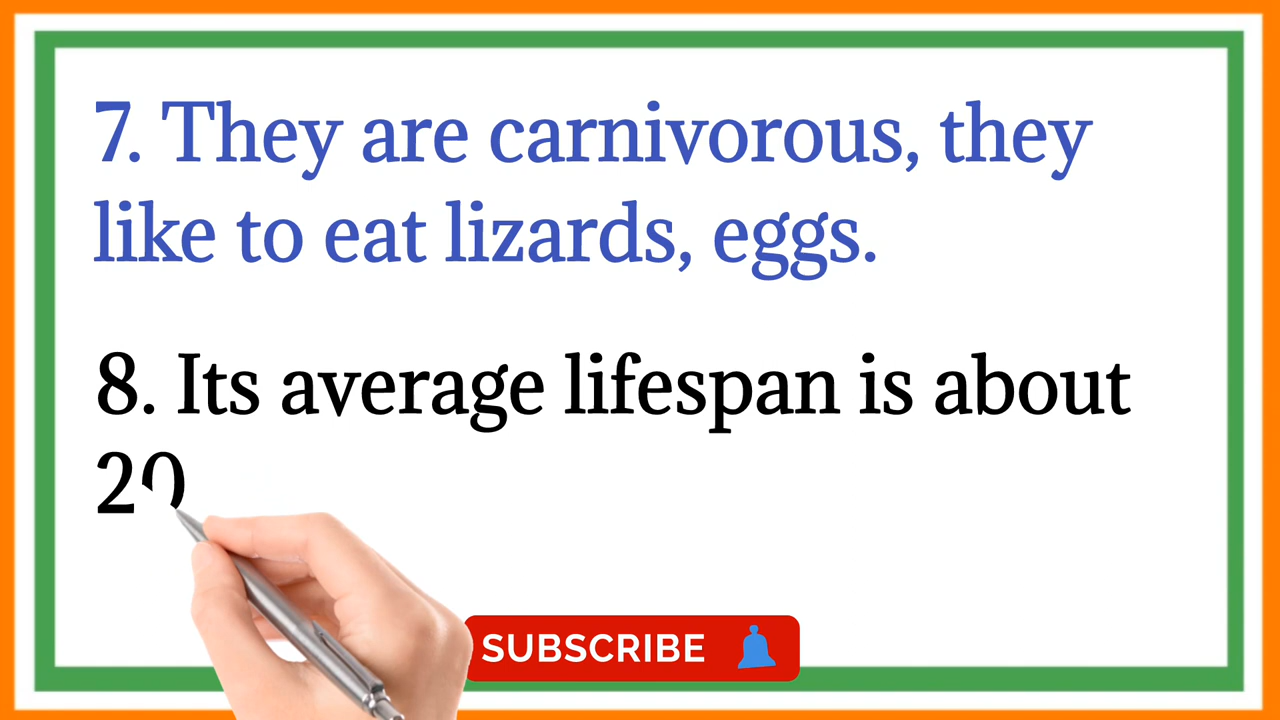 7. They are carnivorous, they
like to eat lizards, eggs.
8. Its average lifespan is about
20
SUBSCRIBE